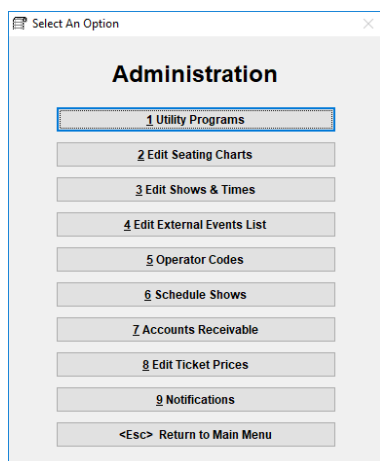 Select An Option
Administration
1 Utility Programs
2 Edit Seating Charts
3 Edit Shows & Times
4 Edit External Events List
5 Operator Codes
6 Schedule Shows
7 Accounts Receivable
8 Edit Ticket Prices
9 Notifications
<Esc> Return to Main Menu